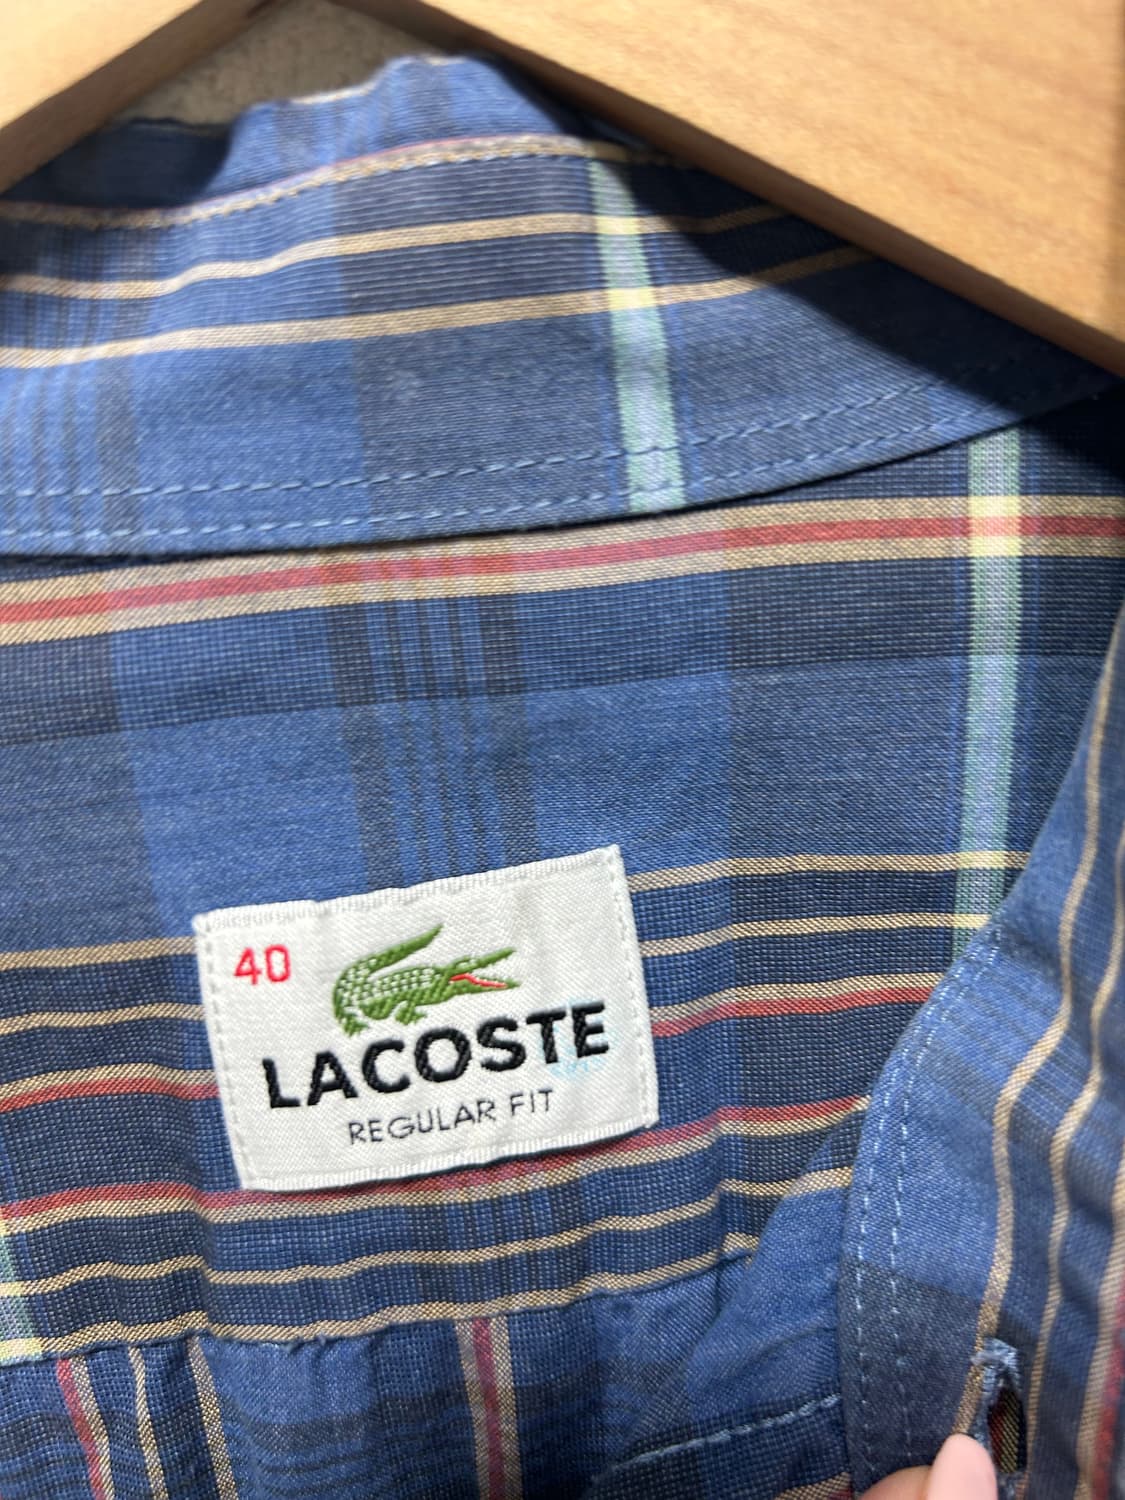 40
LACOSTE
REGULAR FIT